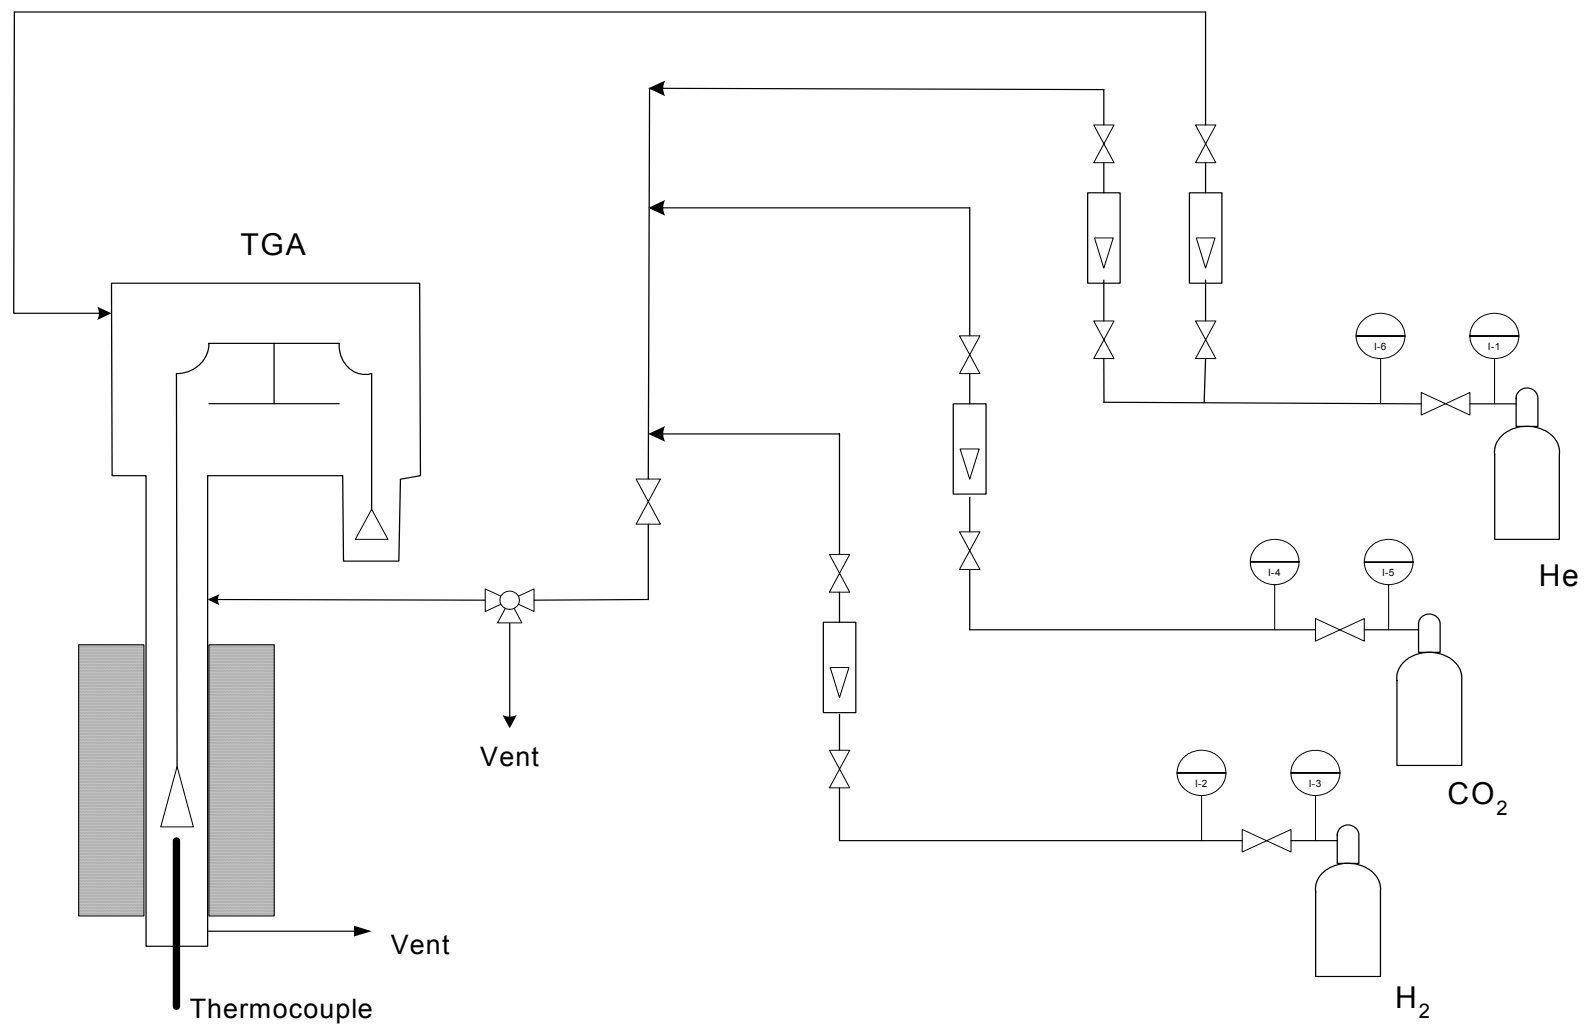 TGA
I-6
I-1
He
I-4
I-5
CO₂
Vent
I-2
I-3
H₂
Vent
Thermocouple